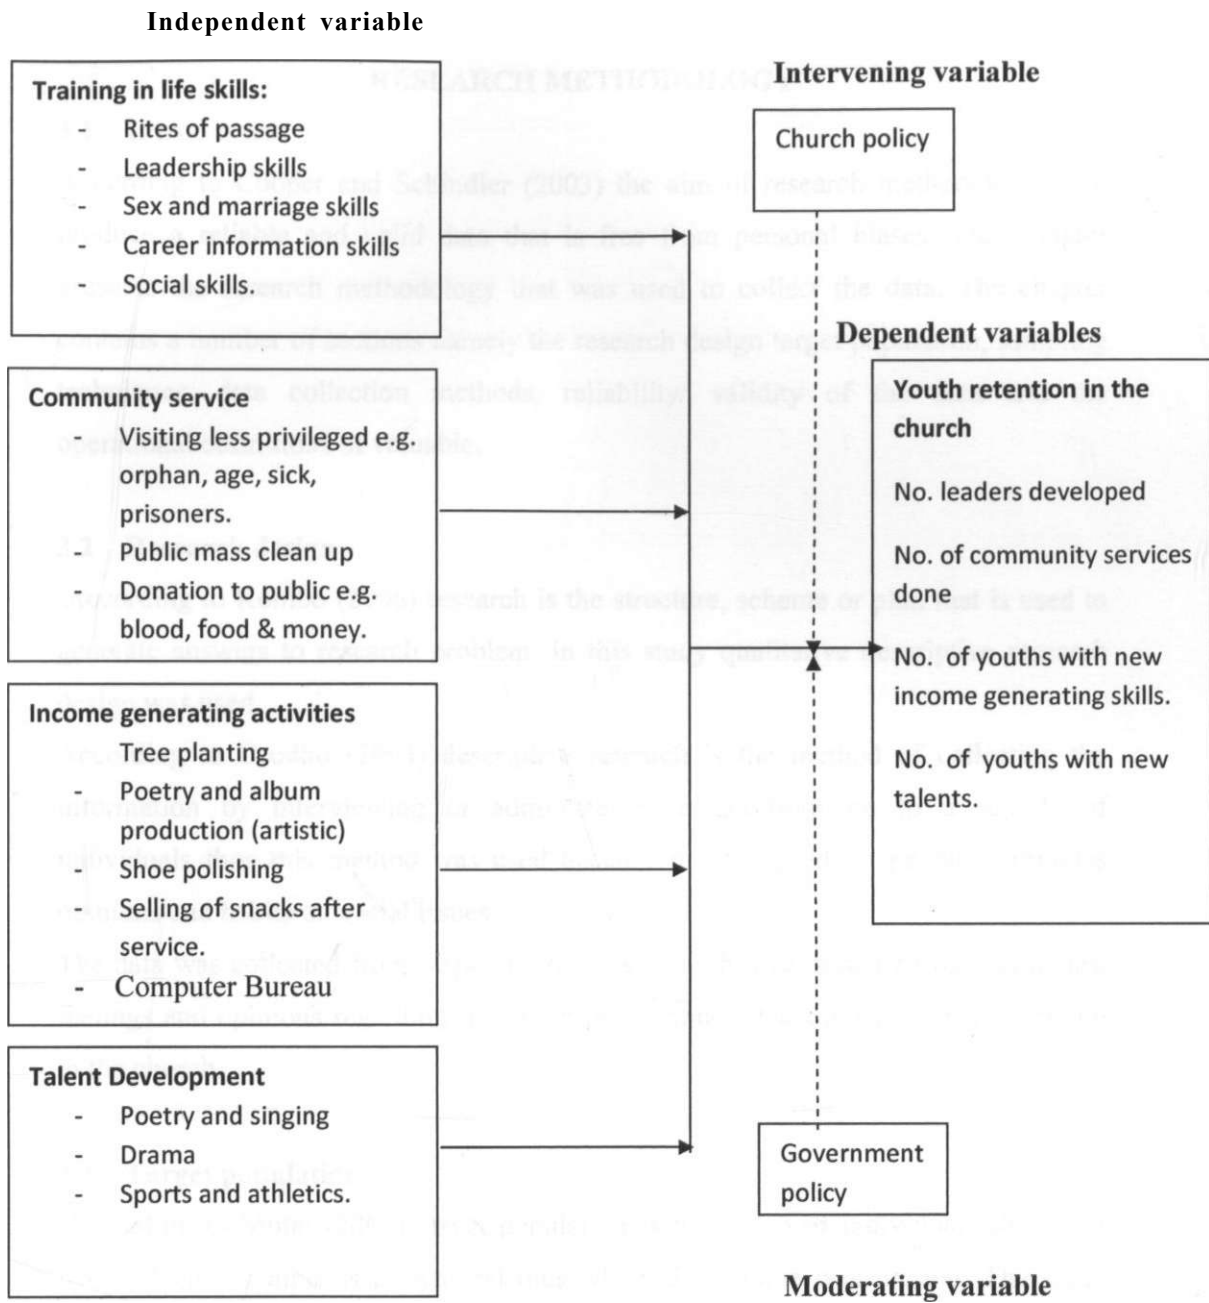 Independent variable
Training in life skills:
- Rites of passage
- Leadership skills
- Sex and marriage skills
- Career information skills
- Social skills.
Community service
- Visiting less privileged e.g.
orphan, age, sick,
prisoners.
- Public mass clean up
- Donation to public e.g.
blood, food & money.
Income generating activities
- Tree planting
- Poetry and album
production (artistic)
- Shoe polishing
- Selling of snacks after
service.
- Computer Bureau
Talent Development
- Poetry and singing
- Drama
- Sports and athletics.
Intervening variable
Church policy
Dependent variables
Youth retention in the
church
No. leaders developed
No. of community services
done
No. of youths with new
income generating skills.
No. of youths with new
talents.
Government
policy
Moderating variable